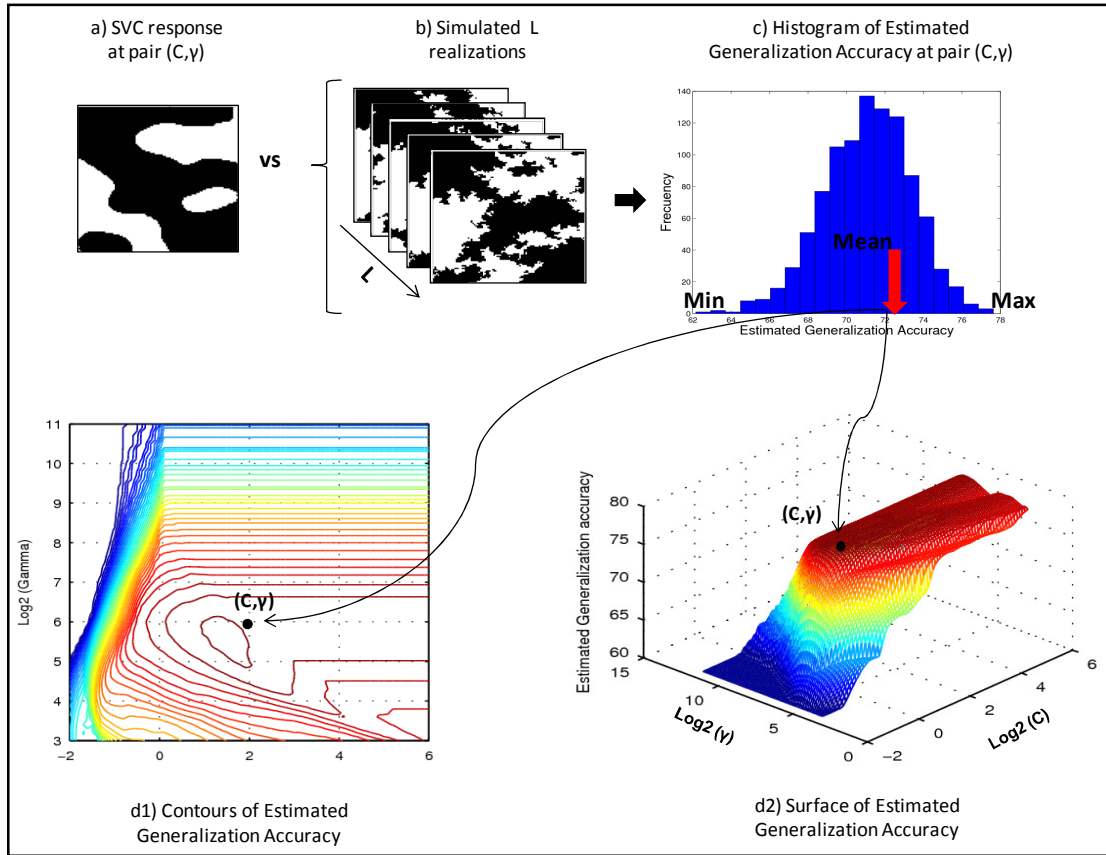 a) SVC response
at pair (C,γ)
b) Simulated L
realizations
c) Histogram of Estimated
Generalization Accuracy at pair (C,γ)
vs
L
140
120
100
80
60
40
20
0
Frecuency
Mean
Min
Max
62
64
66
68
70
72
74
76
78
Estimated Generalization Accuracy
11
10
9
8
7
6
5
4
3
Log2 (Gamma)
(C,γ)
−2
0
2
4
6
d1) Contours of Estimated
Generalization Accuracy
80
75
70
65
60
Estimated Generalization accuracy
(C,γ)
15
10
5
0
Log2 (γ)
−2
0
2
4
6
Log2 (C)
d2) Surface of Estimated
Generalization Accuracy